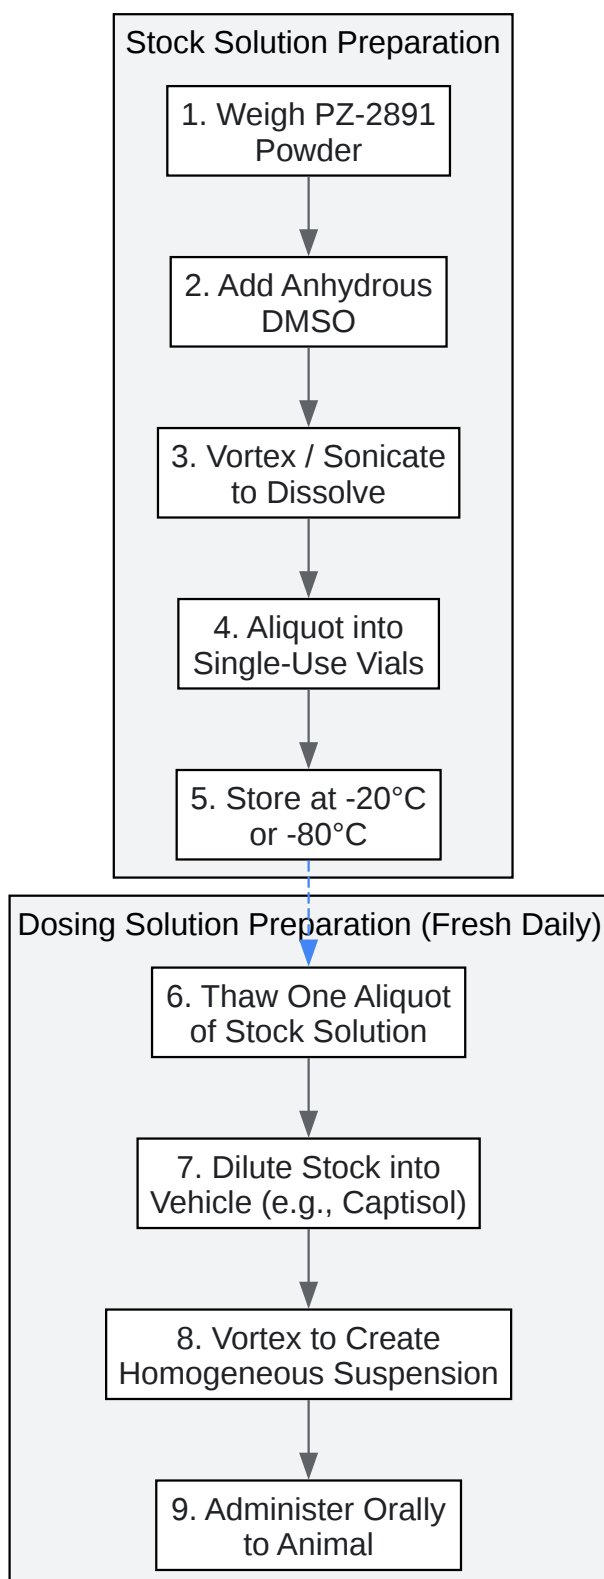 Stock Solution Preparation
1. Weigh PZ-2891
Powder
2. Add Anhydrous
DMSO
3. Vortex / Sonicate
to Dissolve
4. Aliquot into
Single-Use Vials
5. Store at -20°C
or -80°C
Dosing Solution Preparation (Fresh Daily)
6. Thaw One Aliquot
of Stock Solution
7. Dilute Stock into
Vehicle (e.g., Captisol)
8. Vortex to Create
Homogeneous Suspension
9. Administer Orally
to Animal